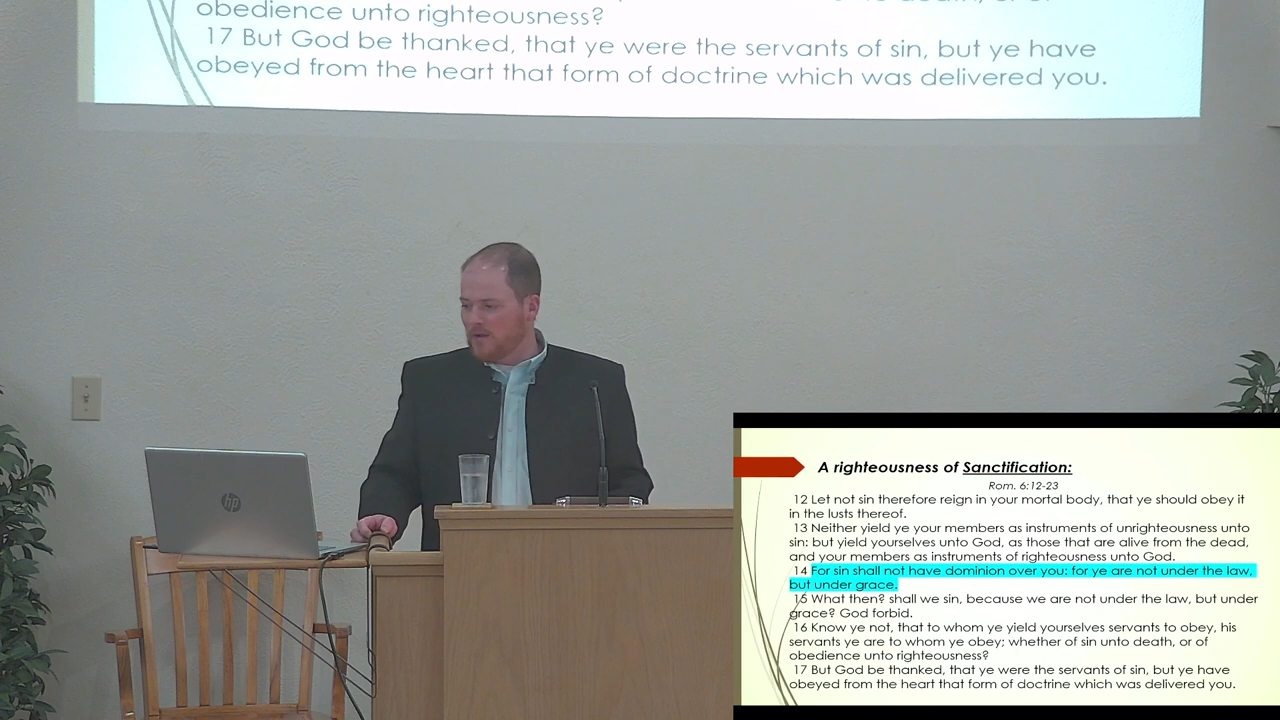 obedience unto righteousness?
17 But God be thanked, that ye were the servants of sin, but ye have
obeyed from the heart that form of doctrine which was delivered you.
hp
A righteousness of Sanctification:
Rom. 6:12-23
12 Let not sin therefore reign in your mortal body, that ye should obey it
in the lusts thereof.
13 Neither yield ye your members as instruments of unrighteousness unto
sin: but yield yourselves unto God, as those that are alive from the dead,
and your members as instruments of righteousness unto God.
14 For sin shall not have dominion over you: for ye are not under the law,
but under grace.
15 What then? shall we sin, because we are not under the law, but under
grace? God forbid.
16 Know ye not, that to whom ye yield yourselves servants to obey, his
servants ye are to whom ye obey; whether of sin unto death, or of
obedience unto righteousness?
17 But God be thanked, that ye were the servants of sin, but ye have
obeyed from the heart that form of doctrine which was delivered you.